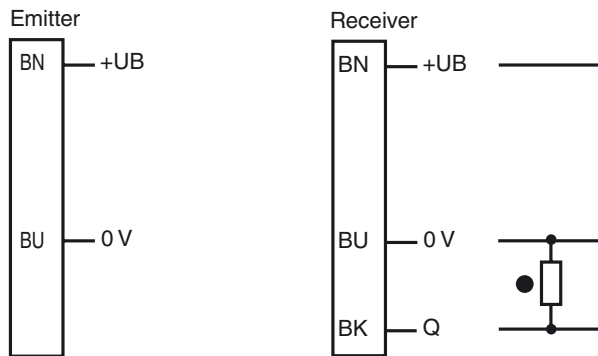 Emitter
BN +UB
BU 0 V
Receiver
BN +UB
BU 0 V
BK Q